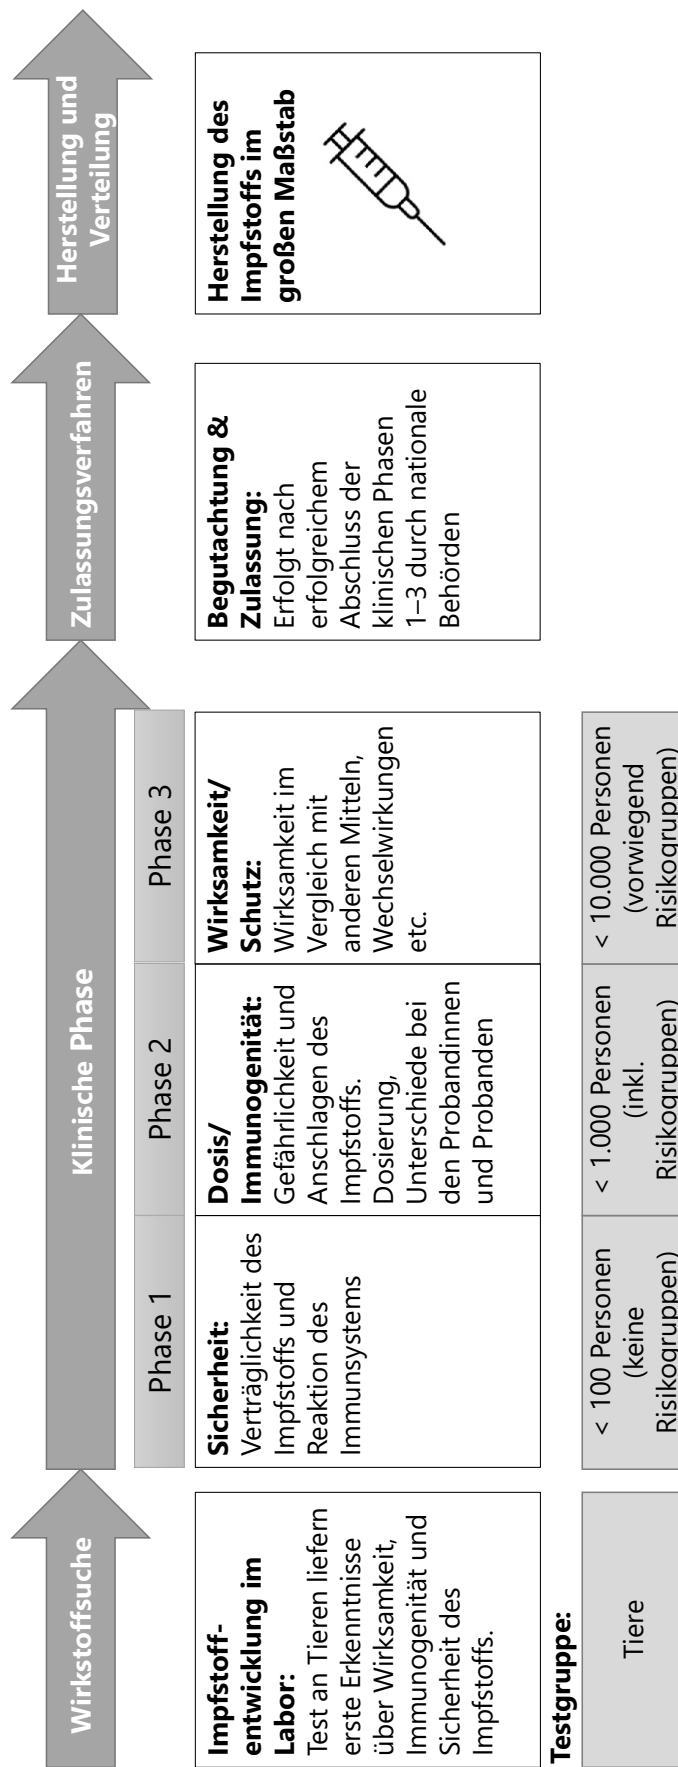 Wirkstoffsuche
Klinische Phase
Zulassungsverfahren
Herstellung und
Verteilung
Phase 1
Phase 2
Phase 3
Impfstoff-
entwicklung im
Labor:
Test an Tieren liefern
erste Erkenntnisse
über Wirksamkeit,
Immunogenität und
Sicherheit des
Impfstoffs.
Sicherheit:
Verträglichkeit des
Impfstoffs und
Reaktion des
Immunsystems
Dosis/
Immunogenität:
Gefährlichkeit und
Anschlagen des
Impfstoffs.
Dosierung,
Unterschiede bei
den Probandinnen
und Probanden
Wirksamkeit/
Schutz:
Wirksamkeit im
Vergleich mit
anderen Mitteln,
Wechselwirkungen
etc.
Begutachtung &
Zulassung:
Erfolgt nach
erfolgreichem
Abschluss der
klinischen Phasen
1–3 durch nationale
Behörden
Herstellung des
Impfstoffs im
großen Maßstab
Testgruppe:
Tiere
< 100 Personen
(keine
Risikogruppen)
< 1.000 Personen
(inkl.
Risikogruppen)
< 10.000 Personen
(vorwiegend
Risikogruppen)